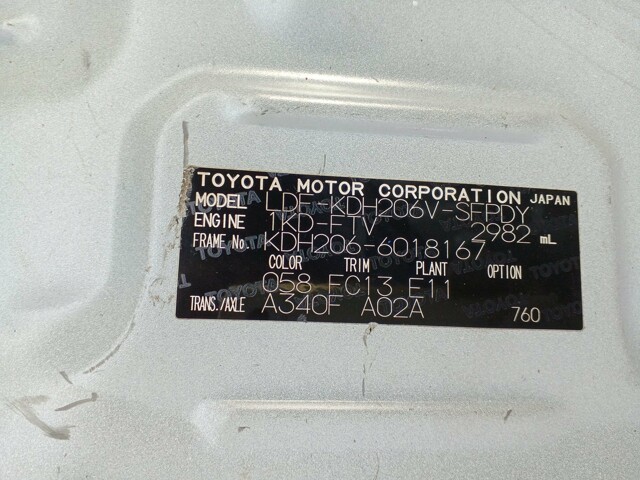 TOYOTA MOTOR CORPORATION JAPAN
MODEL LDF-KDH206V-SFPDY
ENGINE 1KD-FTV 2982 mL
FRAME No. KDH206-6018167
COLOR TRIM PLANT OPTION
058 FC13 E11
TRANS./AXLE A340F A02A 760